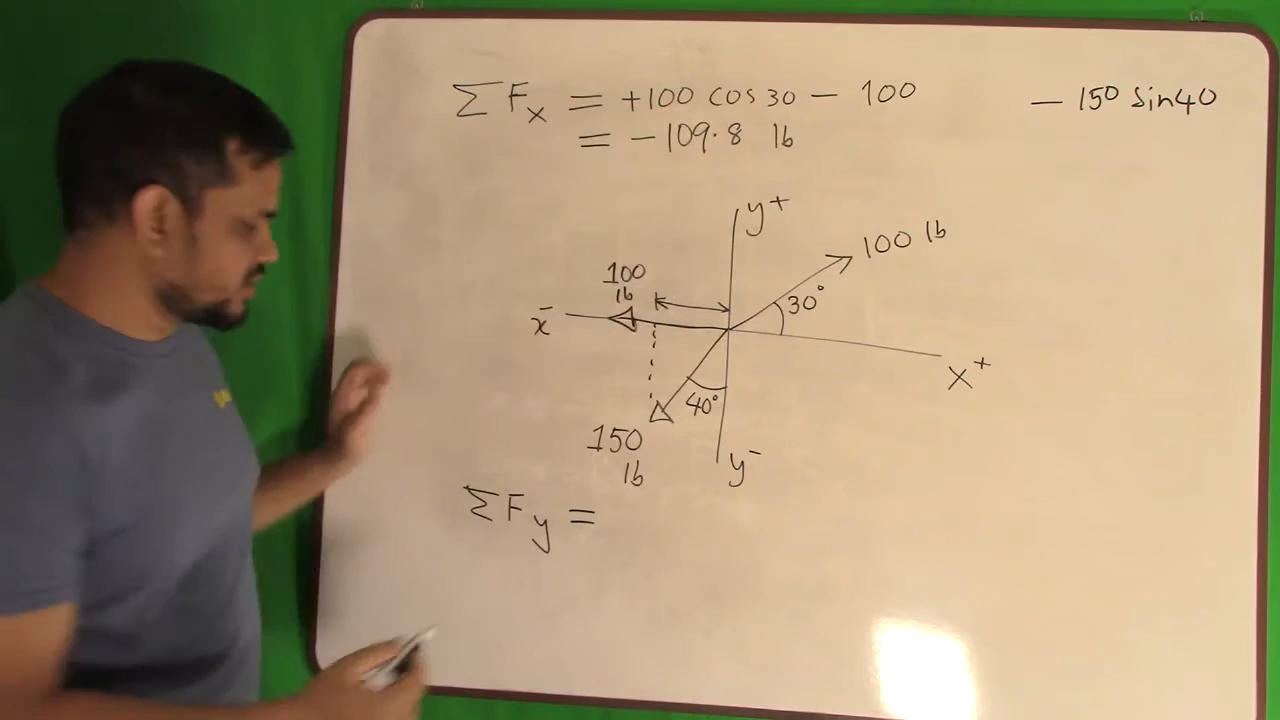 ΣFx = +100 cos 30 − 100 − 150 sin40
= −109.8 lb
y+
100 lb
100
lb
30°
x-
x+
40°
150
lb
y-
ΣFy =